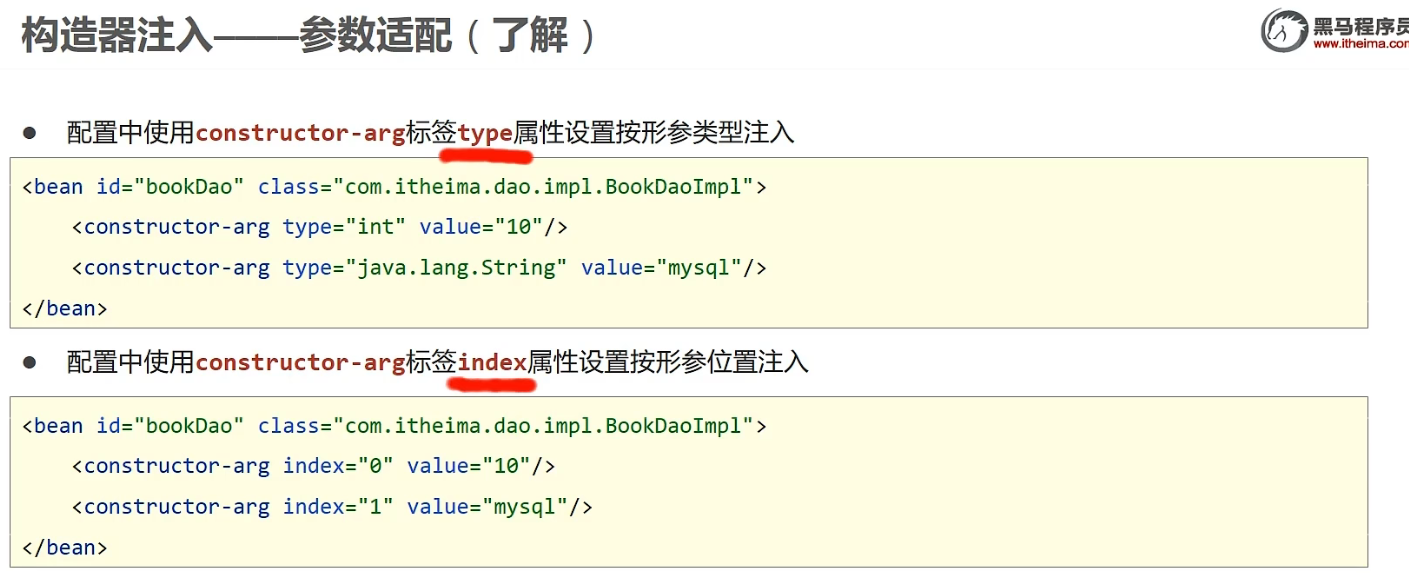 构造器注入——参数适配（了解）
黑马程序员
www.itheima.com
● 配置中使用constructor-arg标签type属性设置按形参类型注入
<bean id="bookDao" class="com.itheima.dao.impl.BookDaoImpl">
    <constructor-arg type="int" value="10"/>
    <constructor-arg type="java.lang.String" value="mysql"/>
</bean>
● 配置中使用constructor-arg标签index属性设置按形参位置注入
<bean id="bookDao" class="com.itheima.dao.impl.BookDaoImpl">
    <constructor-arg index="0" value="10"/>
    <constructor-arg index="1" value="mysql"/>
</bean>